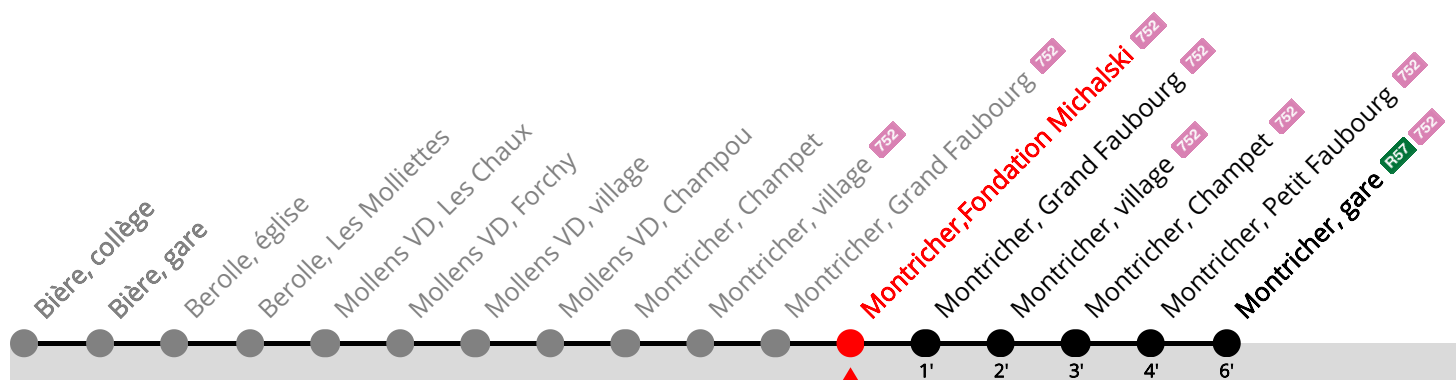 Bière, collège
Bière, gare
Berolle, église
Berolle, Les Molliettes
Mollens VD, Les Chaux
Mollens VD, Forchy
Mollens VD, village
Mollens VD, Champou
Montricher, Champet
Montricher, village 752
Montricher, Grand Faubourg 752
Montricher,Fondation Michalski 752
Montricher, Grand Faubourg 752
Montricher, village 752
Montricher, Champet 752
Montricher, Petit Faubourg 752
Montricher, gare R57 752
1' 2' 3' 4' 6'